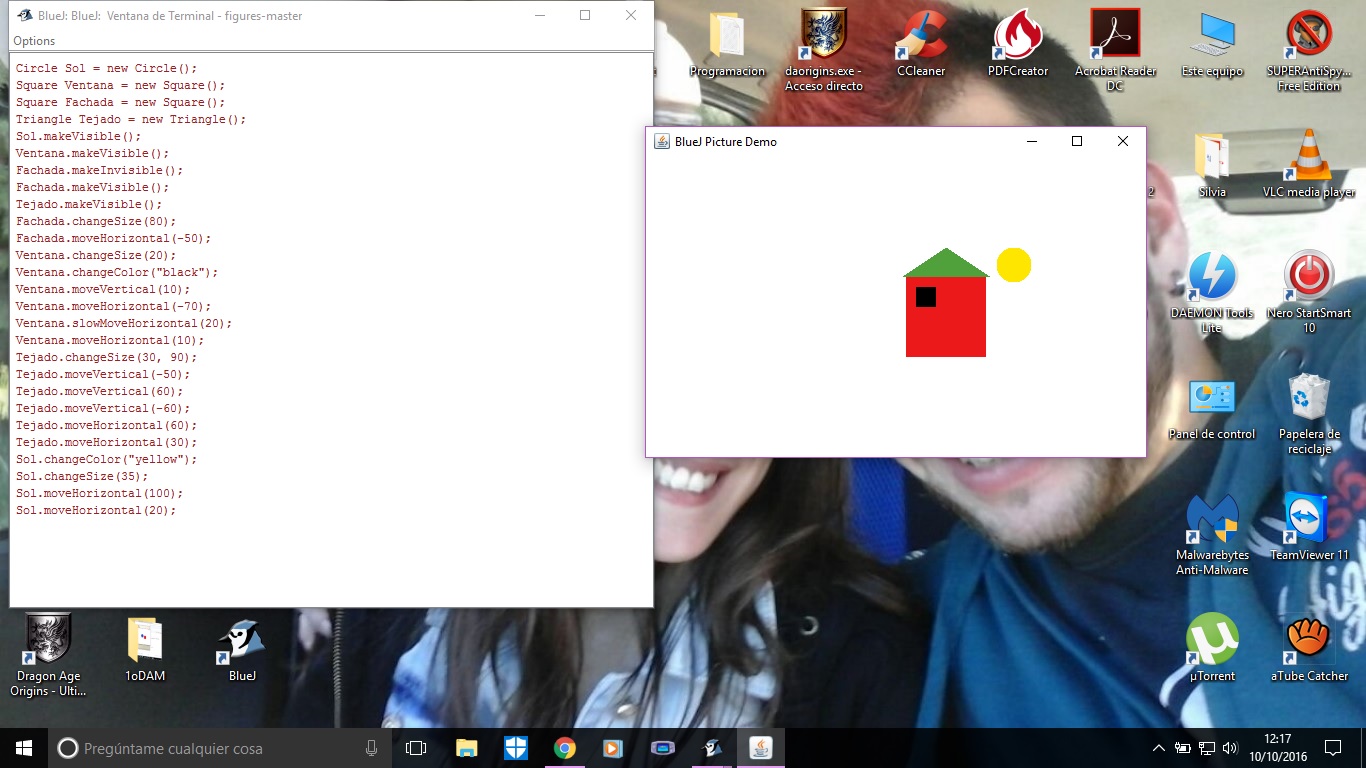 BlueJ: BlueJ:  Ventana de Terminal - figures-master
Options
Circle Sol = new Circle();
Square Ventana = new Square();
Square Fachada = new Square();
Triangle Tejado = new Triangle();
Sol.makeVisible();
Ventana.makeVisible();
Fachada.makeInvisible();
Fachada.makeVisible();
Tejado.makeVisible();
Fachada.changeSize(80);
Fachada.moveHorizontal(-50);
Ventana.changeSize(20);
Ventana.changeColor("black");
Ventana.moveVertical(10);
Ventana.moveHorizontal(-70);
Ventana.slowMoveHorizontal(20);
Ventana.moveHorizontal(10);
Tejado.changeSize(30, 90);
Tejado.moveVertical(-50);
Tejado.moveVertical(60);
Tejado.moveVertical(-60);
Tejado.moveHorizontal(60);
Tejado.moveHorizontal(30);
Sol.changeColor("yellow");
Sol.changeSize(35);
Sol.moveHorizontal(100);
Sol.moveHorizontal(20);
Programacion
daorigins.exe -
Acceso directo
CCleaner
PDFCreator
Acrobat Reader
DC
Este equipo
SUPERAntiSpy...
Free Edition
BlueJ Picture Demo
2
Silvia
VLC media player
DAEMON Tools
Lite
Nero StartSmart
10
Panel de control
Papelera de
reciclaje
Malwarebytes
Anti-Malware
TeamViewer 11
µTorrent
aTube Catcher
Dragon Age
Origins - Ulti...
1oDAM
BlueJ
Pregúntame cualquier cosa
12:17
10/10/2016